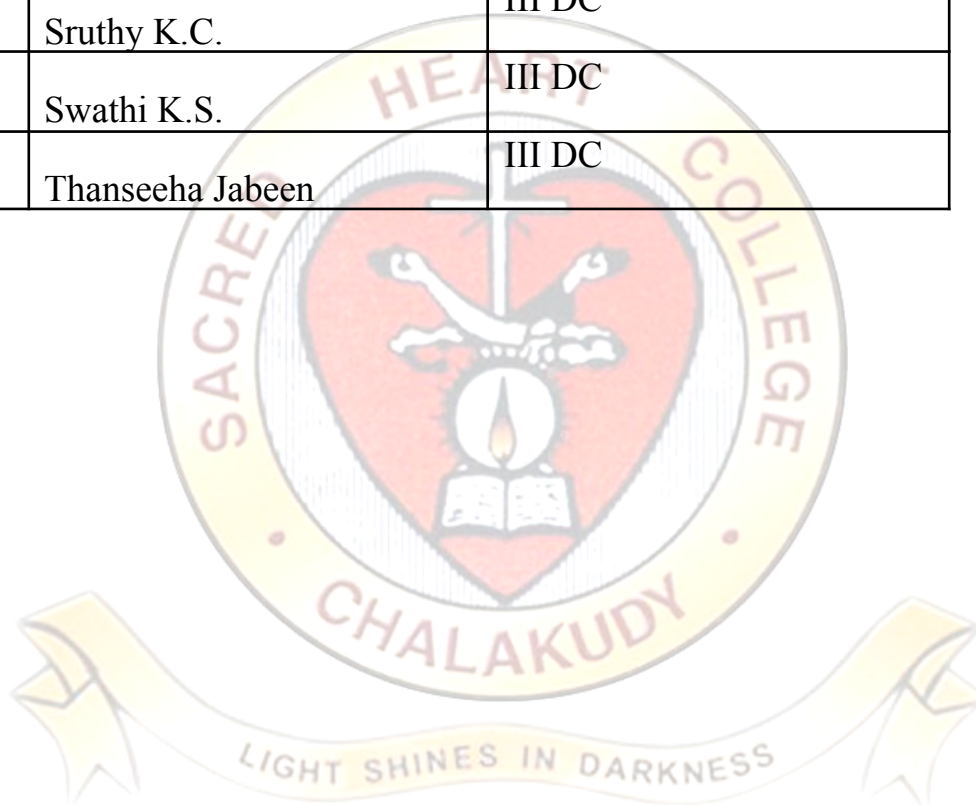 III DC
Sruthy K.C.
III DC
Swathi K.S.
III DC
Thanseeha Jabeen
SACRED HEART COLLEGE
CHALAKUDY
LIGHT SHINES IN DARKNESS